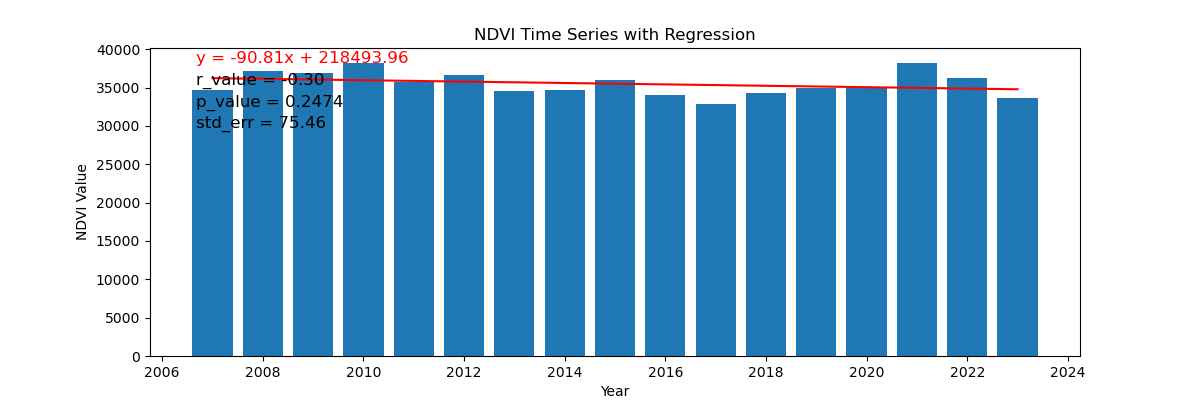 NDVI Time Series with Regression
y = -90.81x + 218493.96
r_value = -0.30
p_value = 0.2474
std_err = 75.46
NDVI Value
40000
35000
30000
25000
20000
15000
10000
5000
0
2006 2008 2010 2012 2014 2016 2018 2020 2022 2024
Year